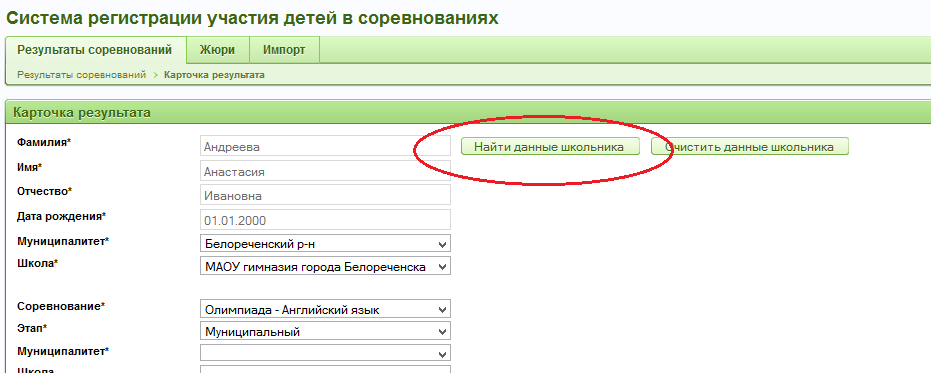 Система регистрации участия детей в соревнованиях
Результаты соревнований Жюри Импорт
Результаты соревнований > Карточка результата
Карточка результата
Фамилия* Андреева Найти данные школьника Очистить данные школьника
Имя* Анастасия
Отчество* Ивановна
Дата рождения* 01.01.2000
Муниципалитет* Белореченский р-н
Школа* МАОУ гимназия города Белореченска
Соревнование* Олимпиада - Английский язык
Этап* Муниципальный
Муниципалитет*
Школа